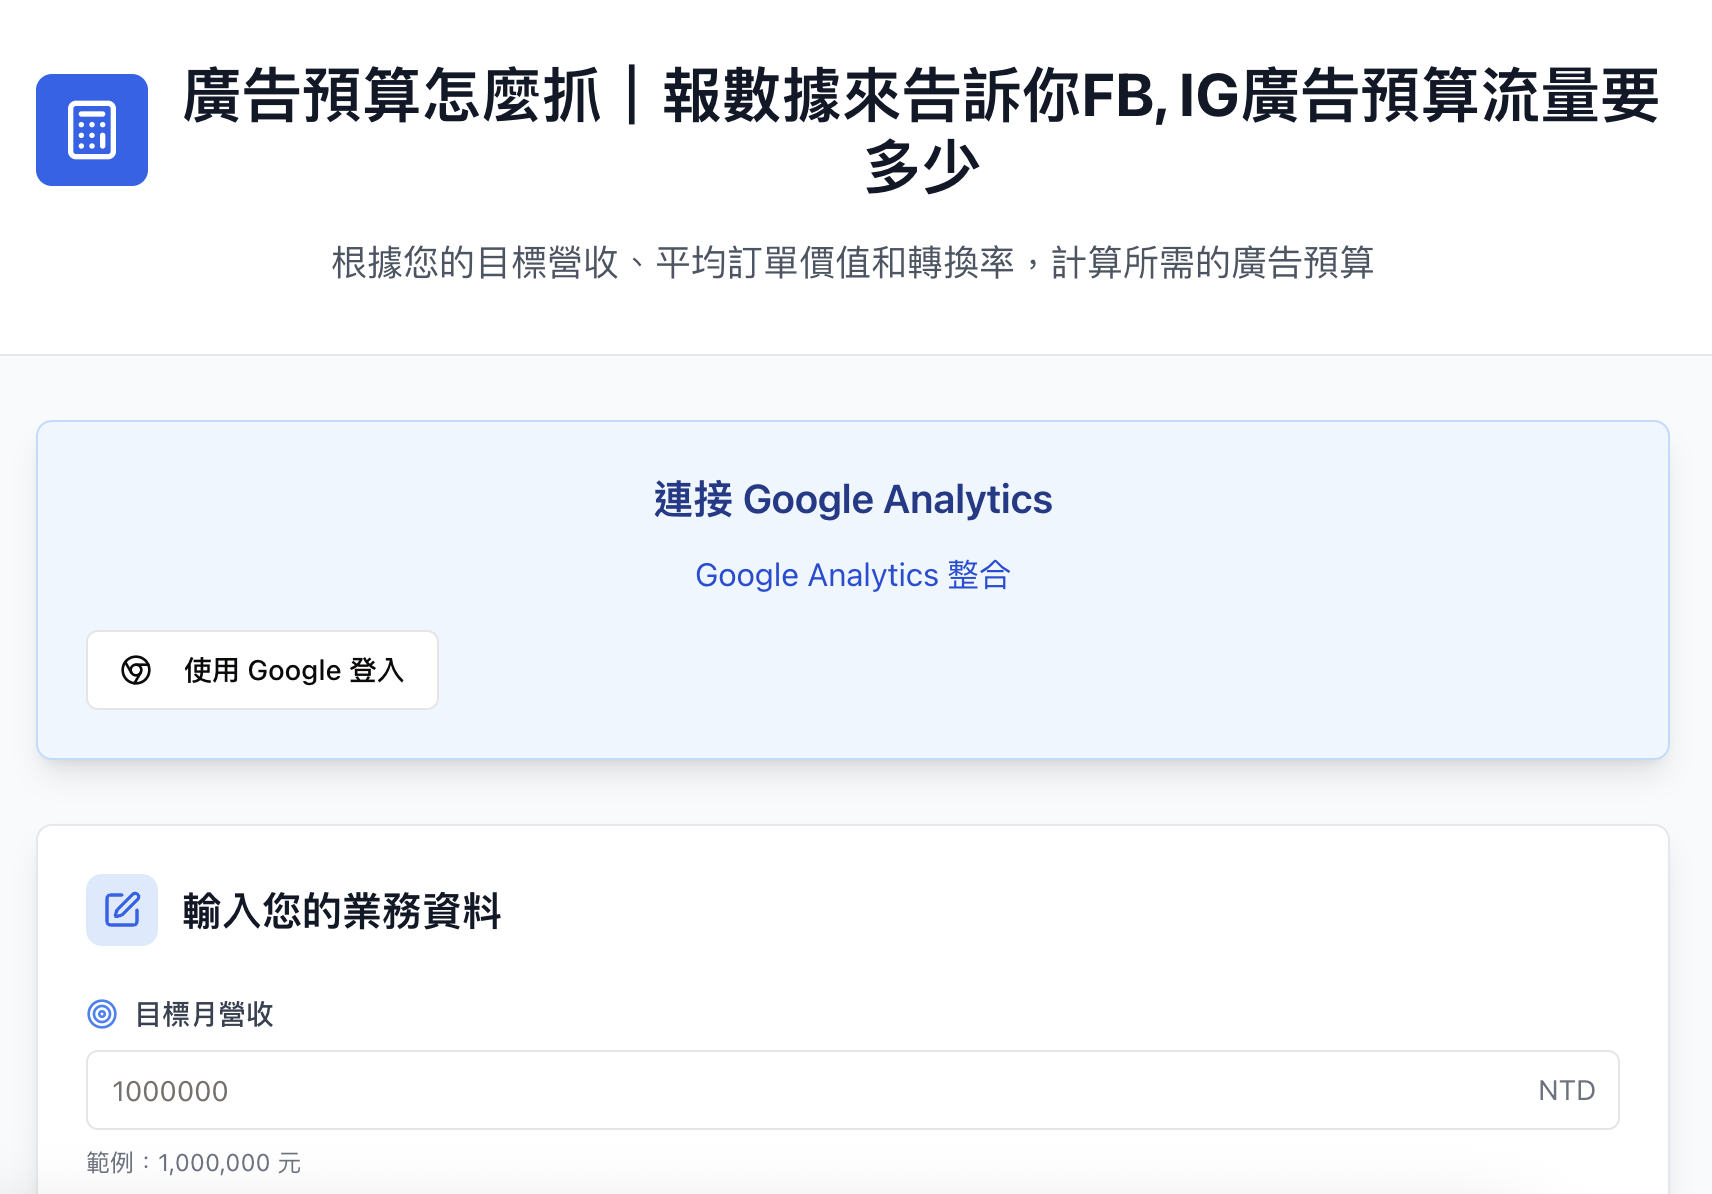 廣告預算怎麼抓｜報數據來告訴你FB, IG廣告預算流量要
多少
根據您的目標營收、平均訂單價值和轉換率，計算所需的廣告預算
連接 Google Analytics
Google Analytics 整合
使用 Google 登入
輸入您的業務資料
目標月營收
1000000 NTD
範例：1,000,000 元